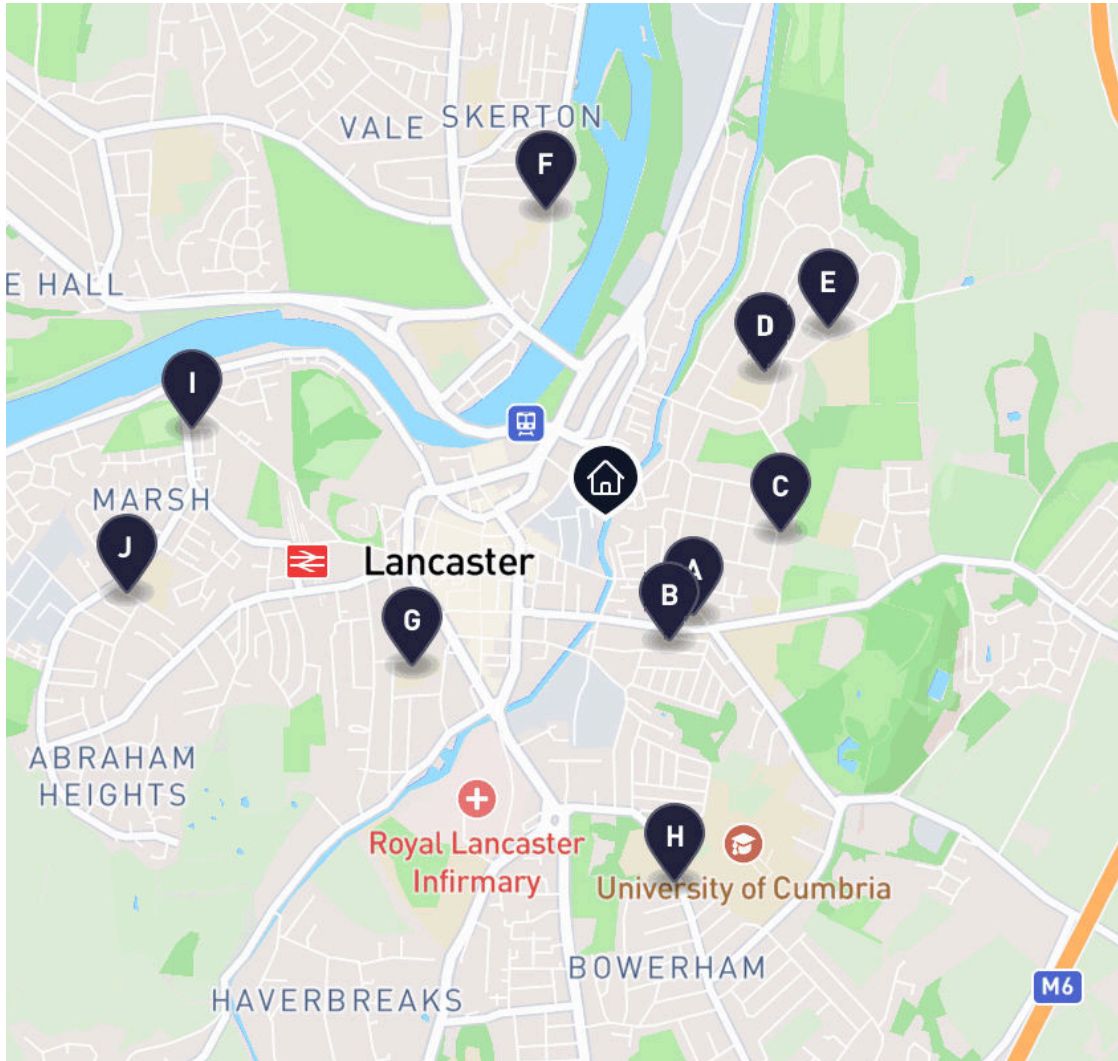 VALE
SKERTON
F
E HALL
E
D
I
C
MARSH
J
Lancaster
A
B
G
ABRAHAM
HEIGHTS
Royal Lancaster
Infirmary
H
University of Cumbria
BOWERHAM
HAVERBREAKS
M6